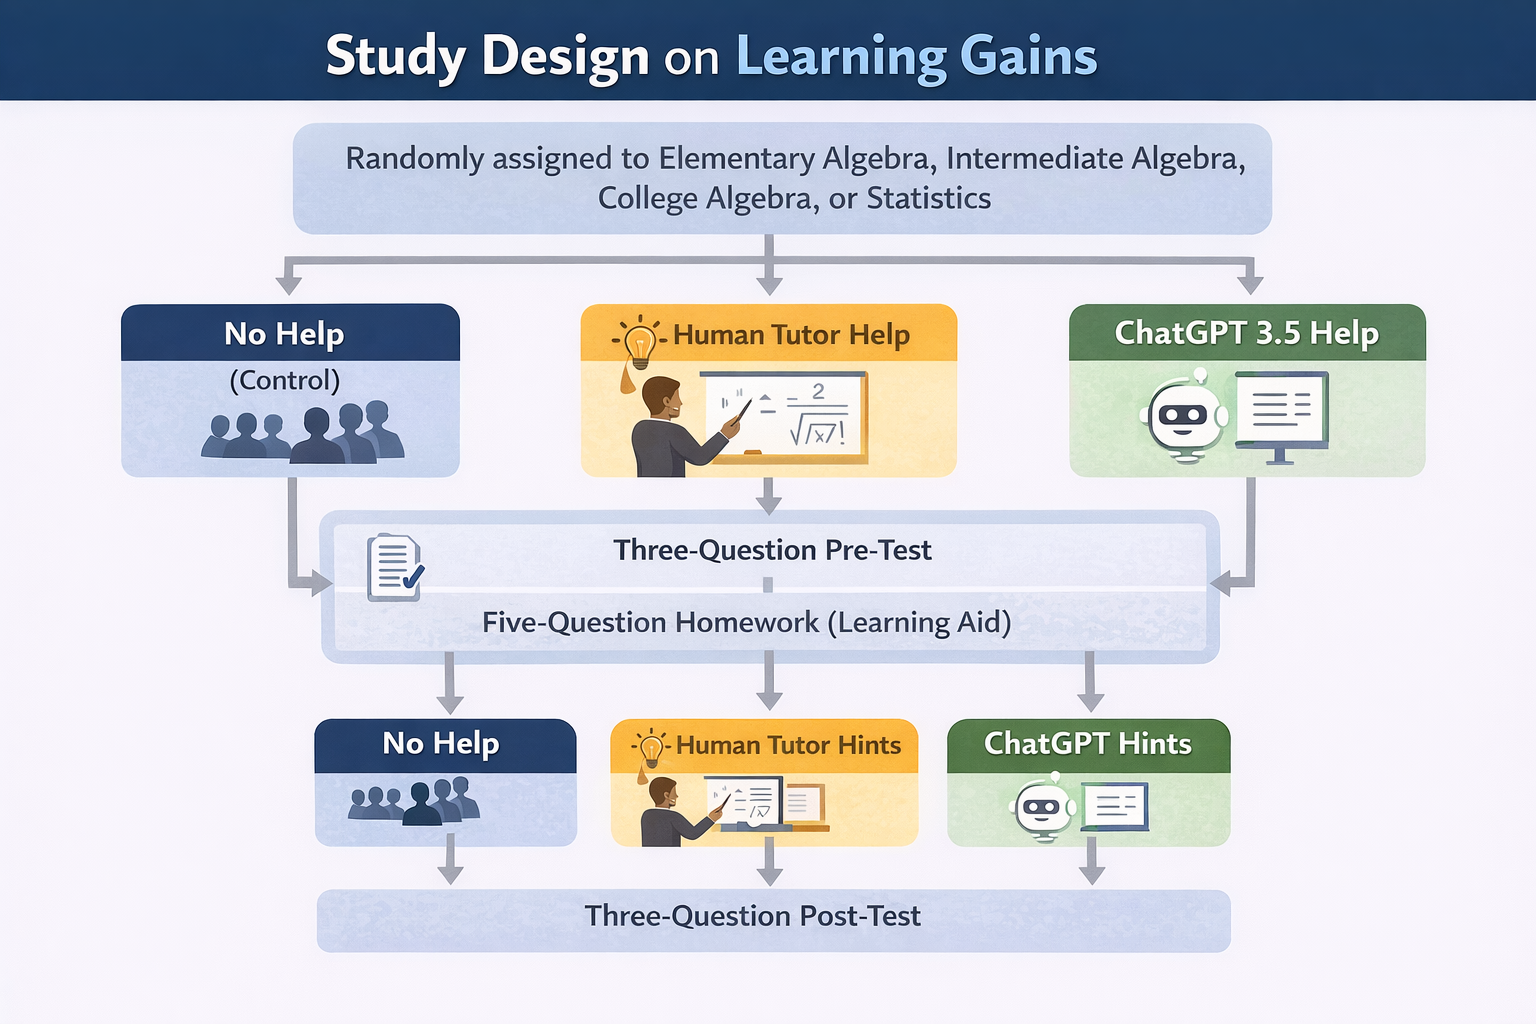 Study Design on Learning Gains
Randomly assigned to Elementary Algebra, Intermediate Algebra,
College Algebra, or Statistics
No Help
(Control)
Human Tutor Help
2
√x7!
ChatGPT 3.5 Help
Three-Question Pre-Test
Five-Question Homework (Learning Aid)
No Help
Human Tutor Hints
ChatGPT Hints
Three-Question Post-Test